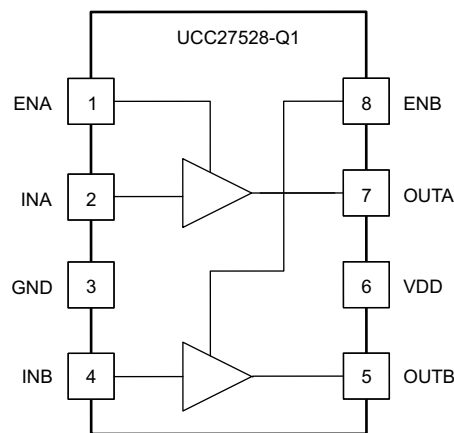 UCC27528-Q1
ENA 1 8 ENB
INA 2 7 OUTA
GND 3 6 VDD
INB 4 5 OUTB